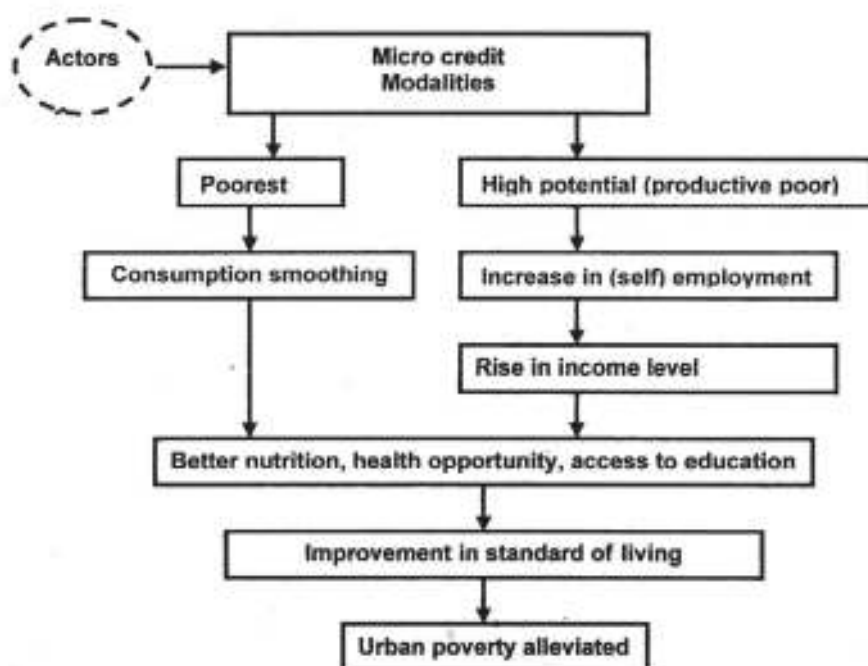 Actors
Micro credit
Modalities
Poorest
High potential (productive poor)
Consumption smoothing
Increase in (self) employment
Rise in income level
Better nutrition, health opportunity, access to education
Improvement in standard of living
Urban poverty alleviated